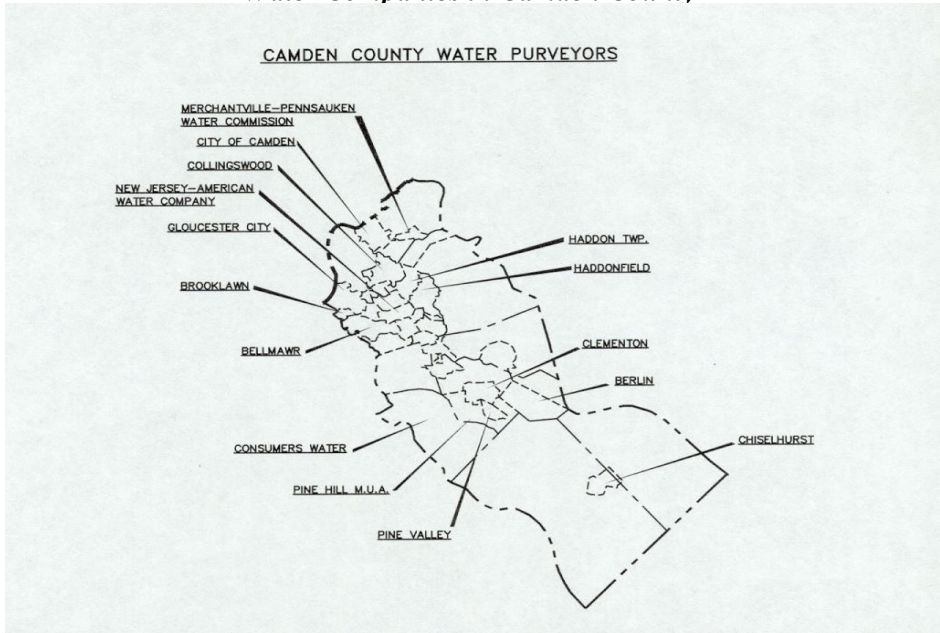 CAMDEN COUNTY WATER PURVEYORS
MERCHANTVILLE-PENNSAUKEN
WATER COMMISSION
CITY OF CAMDEN
COLLINGSWOOD
NEW JERSEY-AMERICAN
WATER COMPANY
GLOUCESTER CITY
HADDON TWP.
HADDONFIELD
BROOKLAWN
BELLMAWR
CLEMENTON
BERLIN
CHISELHURST
CONSUMERS WATER
PINE HILL M.U.A.
PINE VALLEY